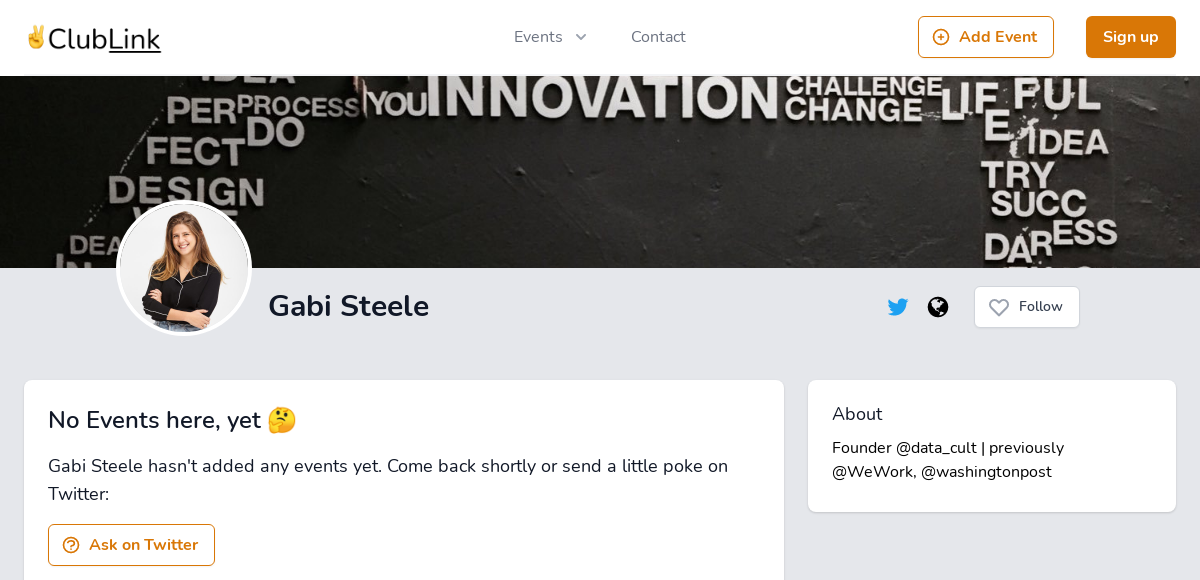 ClubLink
Events
Contact
Add Event
Sign up
IDEA
PERPROCESS YOU INNOVATION CHALLENGE LIFE FUL
CHANGE
FECT DO
E IDEA
DESIGN
TRY
SUCC
ESS
DEA
DAR
Gabi Steele
Follow
No Events here, yet 🤔
Gabi Steele hasn't added any events yet. Come back shortly or send a little poke on
Twitter:
Ask on Twitter
About
Founder @data_cult | previously
@WeWork, @washingtonpost